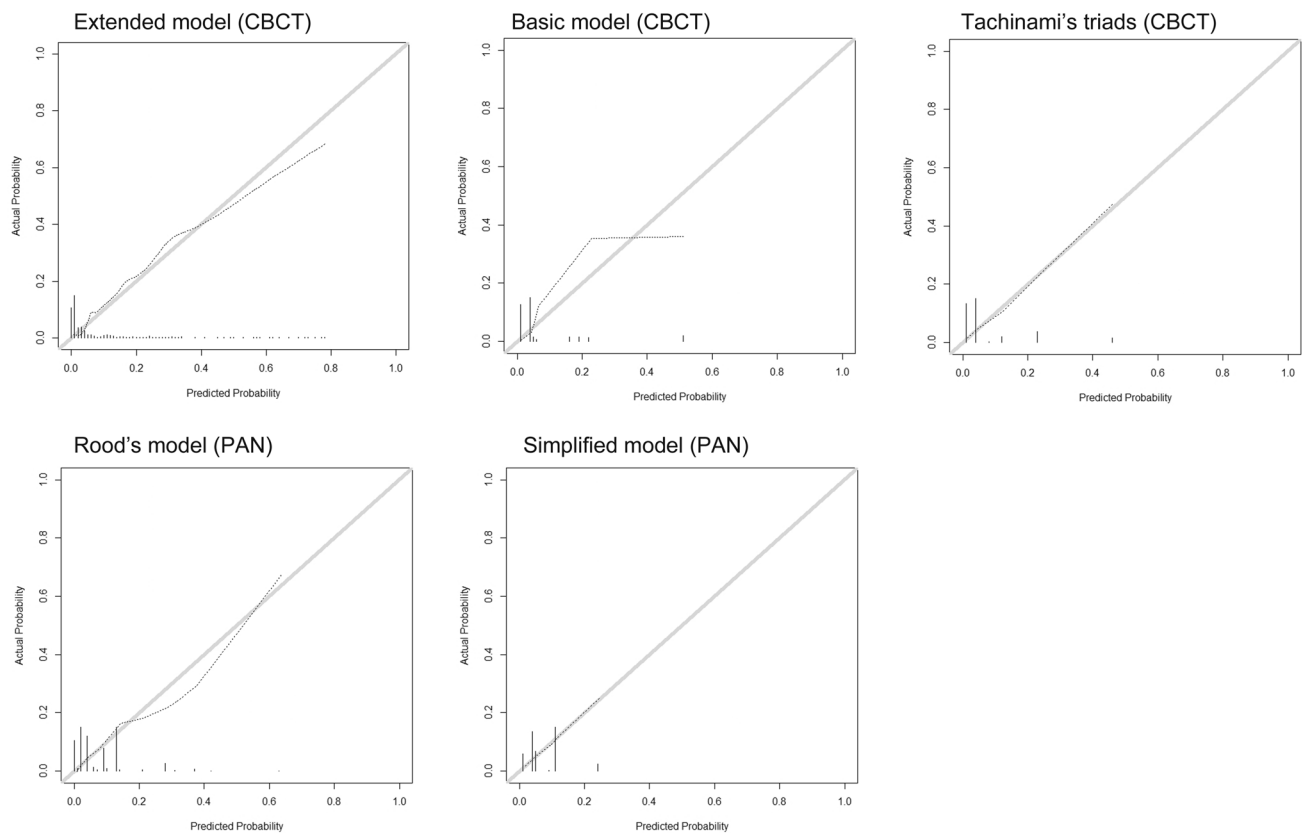 Extended model (CBCT)
1.0
0.8
0.6
0.4
0.2
0.0
Actual Probability
0.0 0.2 0.4 0.6 0.8 1.0
Predicted Probability
Basic model (CBCT)
1.0
0.8
0.6
0.4
0.2
0.0
Actual Probability
0.0 0.2 0.4 0.6 0.8 1.0
Predicted Probability
Tachinami's triads (CBCT)
1.0
0.8
0.6
0.4
0.2
0.0
Actual Probability
0.0 0.2 0.4 0.6 0.8 1.0
Predicted Probability
Rood's model (PAN)
1.0
0.8
0.6
0.4
0.2
0.0
Actual Probability
0.0 0.2 0.4 0.6 0.8 1.0
Predicted Probability
Simplified model (PAN)
1.0
0.8
0.6
0.4
0.2
0.0
Actual Probability
0.0 0.2 0.4 0.6 0.8 1.0
Predicted Probability